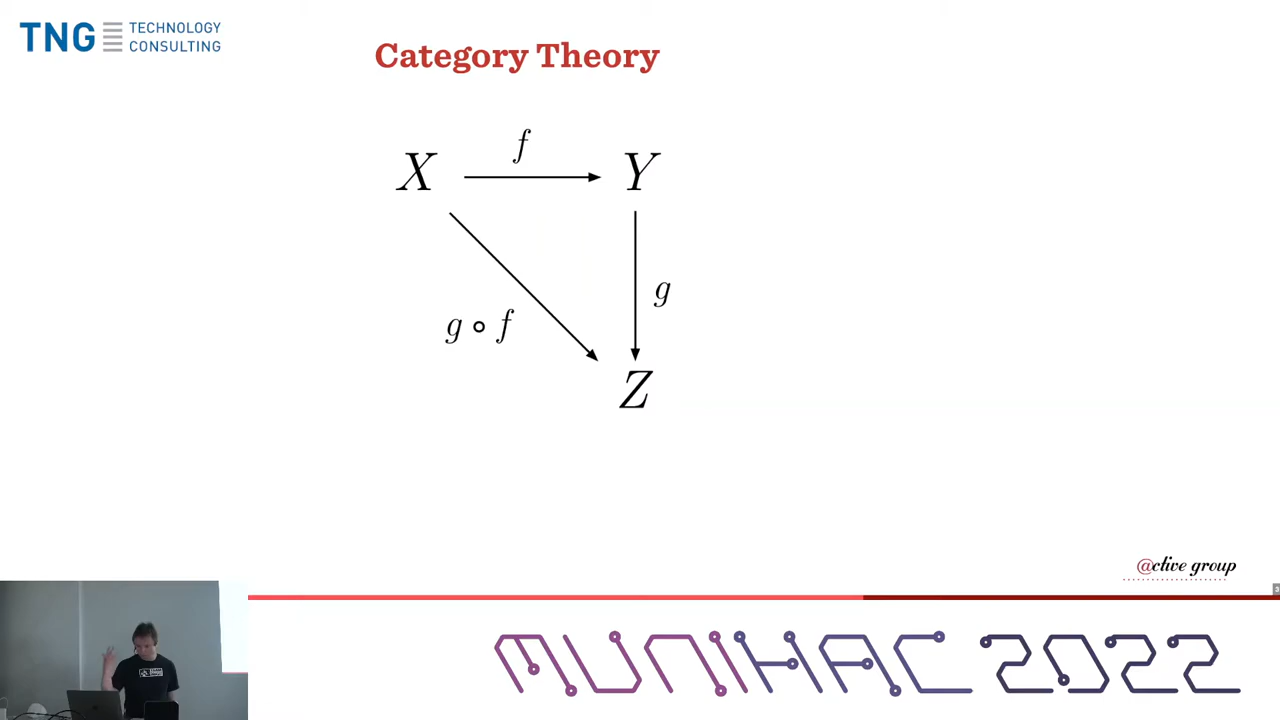 TNG TECHNOLOGY
CONSULTING
Category Theory
f
X Y
g
g ∘ f
Z
@ctive group
MUNIHAC 2022